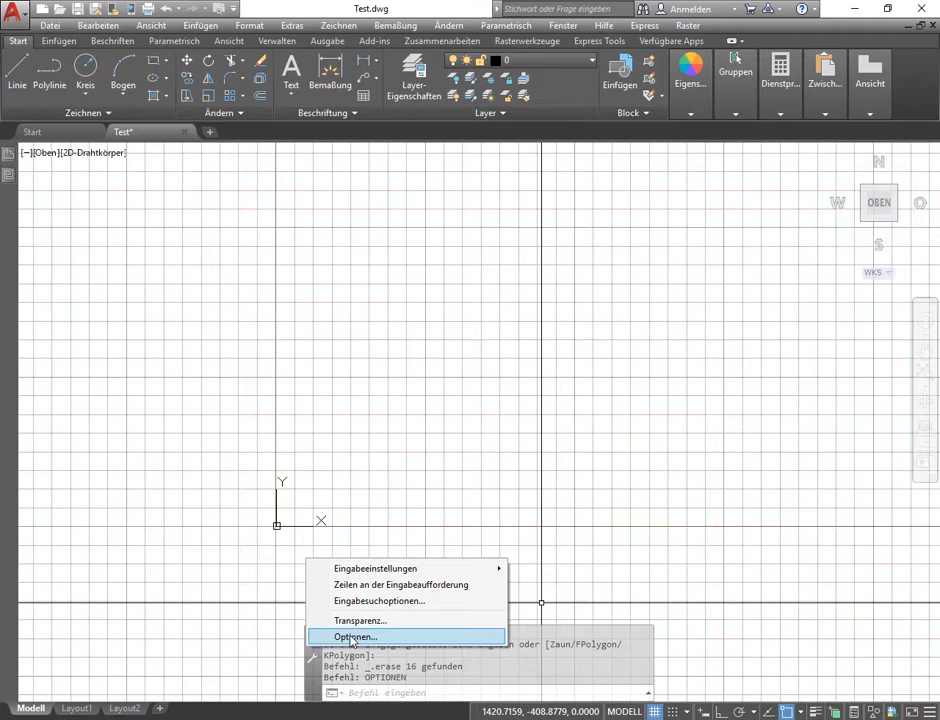 Test.dwg
Stichwort oder Frage eingeben
Anmelden
Datei Bearbeiten Ansicht Einfügen Format Extras Zeichnen Bemaßung Ändern Parametrisch Fenster Hilfe Express Raster
Start Einfügen Beschriften Parametrisch Ansicht Verwalten Ausgabe Add-ins Zusammenarbeiten Rasterwerkzeuge Express Tools Verfügbare Apps
0
Linie Polylinie Kreis Bogen Text Bemaßung Layer-
Eigenschaften Einfügen Eigens... Gruppen Dienstpr... Zwisch... Ansicht
Zeichnen Ändern Beschriftung Layer Block
Start Test*
[−][Oben][2D-Drahtkörper]
N
W OBEN O
S
WKS
Y
X
Eingabeeinstellungen
Zeilen an der Eingabeaufforderung
Eingabesuchoptionen...
Transparenz...
Optionen...
oder [Zaun/FPolygon/
KPolygon]:
Befehl: _.erase 16 gefunden
Befehl: OPTIONEN
Befehl eingeben
Modell Layout1 Layout2 +
1420.7159, -408.8779, 0.0000 MODELL